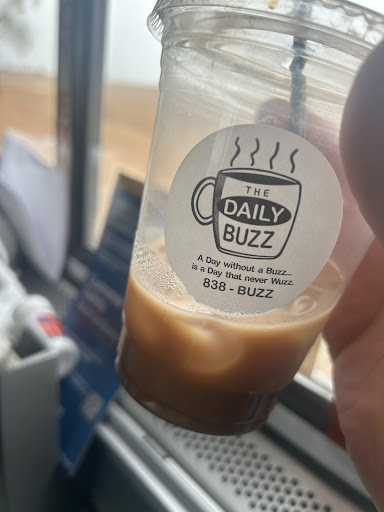 THE
DAILY
BUZZ
A Day without a Buzz...
is a Day that never Wuzz.
838 - BUZZ